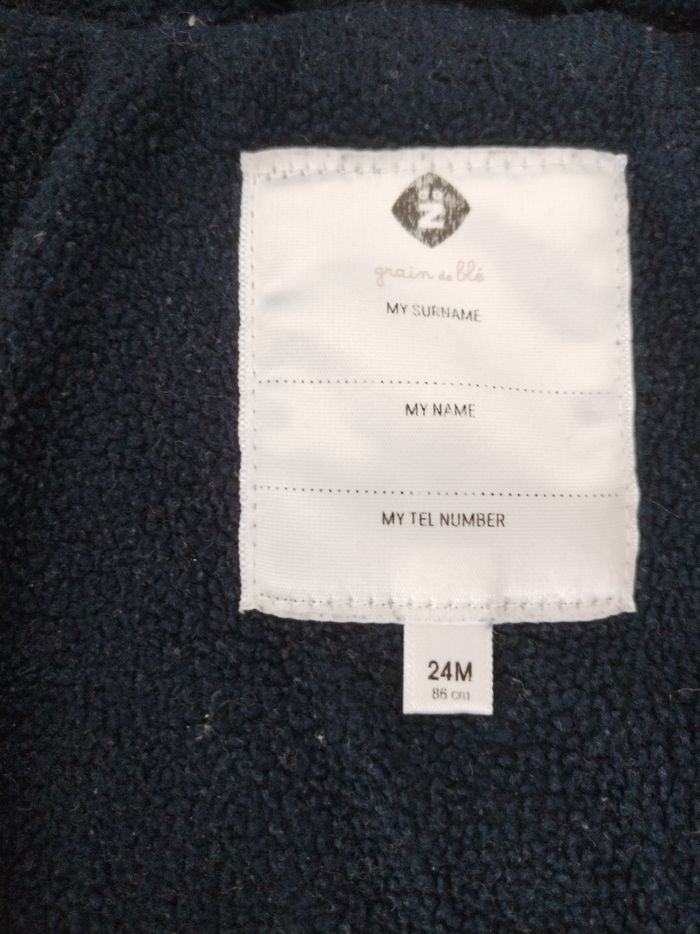 grain de blé
MY SURNAME
MY NAME
MY TEL NUMBER
24M
86 cm